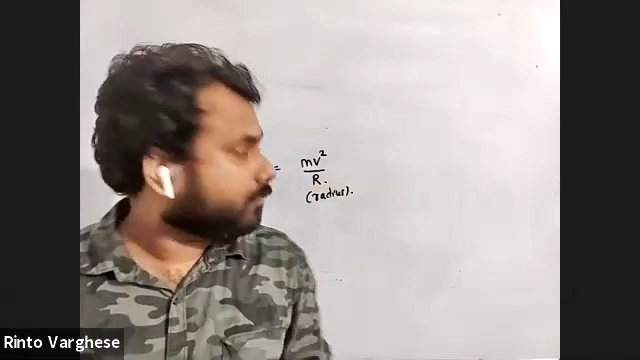 = mv²
R.
(radius).
Rinto Varghese